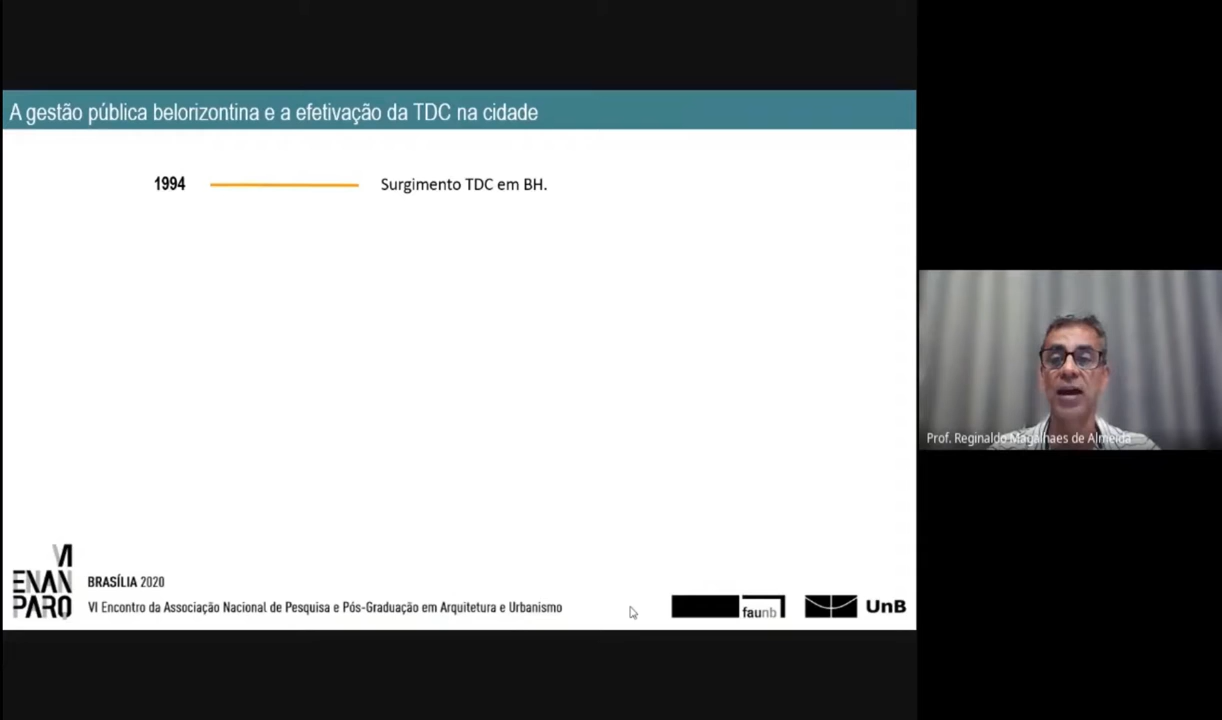 A gestão pública belorizontina e a efetivação da TDC na cidade
1994 Surgimento TDC em BH.
Prof. Reginaldo Magalhaes de Almeida
VI
ENAN
PARQ
BRASÍLIA 2020
VI Encontro da Associação Nacional de Pesquisa e Pós-Graduação em Arquitetura e Urbanismo
faunb
UnB